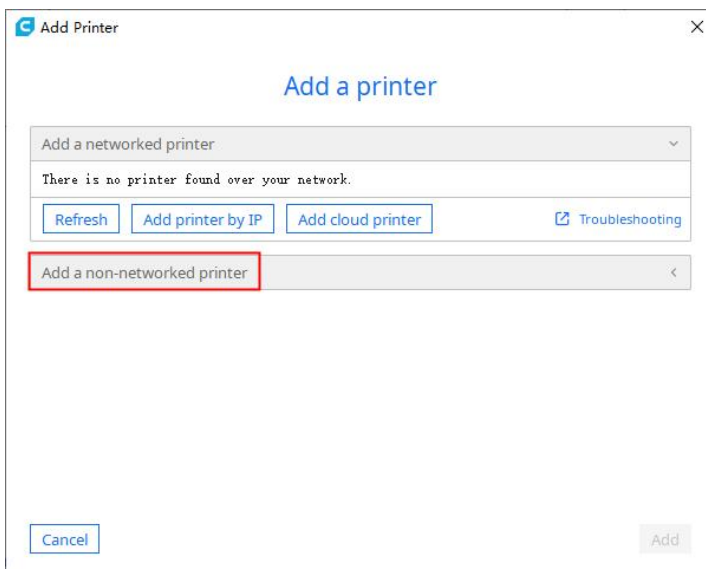 Add Printer
Add a printer
Add a networked printer
There is no printer found over your network.
Refresh Add printer by IP Add cloud printer Troubleshooting
Add a non-networked printer
Cancel Add